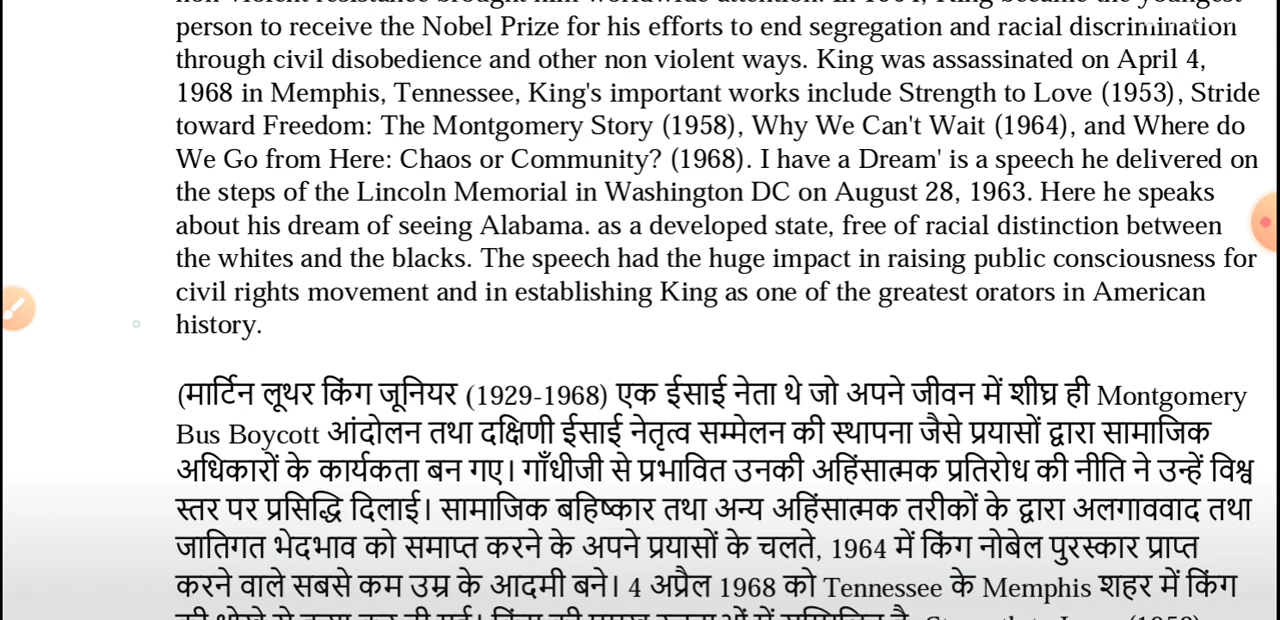 person to receive the Nobel Prize for his efforts to end segregation and racial discrimination
through civil disobedience and other non violent ways. King was assassinated on April 4,
1968 in Memphis, Tennessee, King's important works include Strength to Love (1953), Stride
toward Freedom: The Montgomery Story (1958), Why We Can't Wait (1964), and Where do
We Go from Here: Chaos or Community? (1968). I have a Dream' is a speech he delivered on
the steps of the Lincoln Memorial in Washington DC on August 28, 1963. Here he speaks
about his dream of seeing Alabama. as a developed state, free of racial distinction between
the whites and the blacks. The speech had the huge impact in raising public consciousness for
civil rights movement and in establishing King as one of the greatest orators in American
history.
(मार्टिन लूथर किंग जूनियर (1929-1968) एक ईसाई नेता थे जो अपने जीवन में शीघ्र ही Montgomery
Bus Boycott आंदोलन तथा दक्षिणी ईसाई नेतृत्व सम्मेलन की स्थापना जैसे प्रयासों द्वारा सामाजिक
अधिकारों के कार्यकता बन गए। गाँधीजी से प्रभावित उनकी अहिंसात्मक प्रतिरोध की नीति ने उन्हें विश्व
स्तर पर प्रसिद्धि दिलाई। सामाजिक बहिष्कार तथा अन्य अहिंसात्मक तरीकों के द्वारा अलगाववाद तथा
जातिगत भेदभाव को समाप्त करने के अपने प्रयासों के चलते, 1964 में किंग नोबेल पुरस्कार प्राप्त
करने वाले सबसे कम उम्र के आदमी बने। 4 अप्रैल 1968 को Tennessee के Memphis शहर में किंग